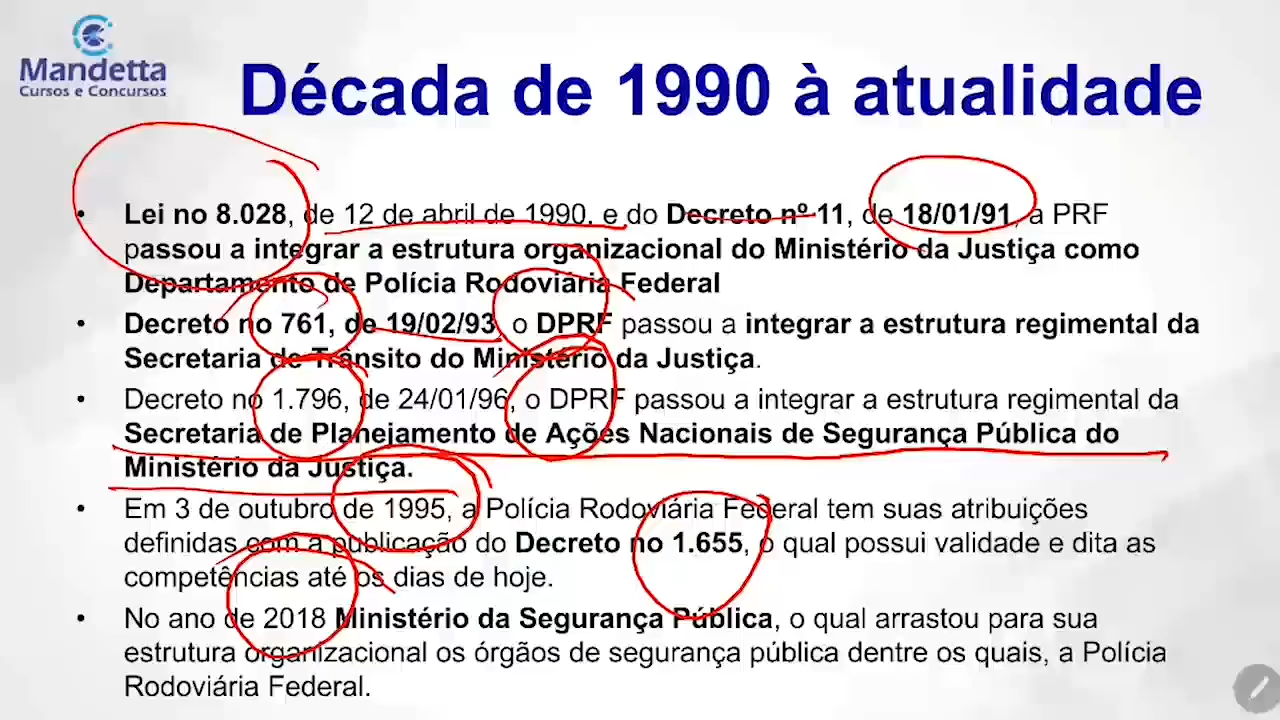 Mandetta
Cursos e Concursos
Década de 1990 à atualidade
• Lei no 8.028, de 12 de abril de 1990, e do Decreto nº 11, de 18/01/91, a PRF
passou a integrar a estrutura organizacional do Ministério da Justiça como
Departamento de Polícia Rodoviária Federal
• Decreto no 761, de 19/02/93, o DPRF passou a integrar a estrutura regimental da
Secretaria de Trânsito do Ministério da Justiça.
• Decreto no 1.796, de 24/01/96, o DPRF passou a integrar a estrutura regimental da
Secretaria de Planejamento de Ações Nacionais de Segurança Pública do
Ministério da Justiça.
• Em 3 de outubro de 1995, a Polícia Rodoviária Federal tem suas atribuições
definidas com a publicação do Decreto no 1.655, o qual possui validade e dita as
competências até os dias de hoje.
• No ano de 2018 Ministério da Segurança Pública, o qual arrastou para sua
estrutura organizacional os órgãos de segurança pública dentre os quais, a Polícia
Rodoviária Federal.